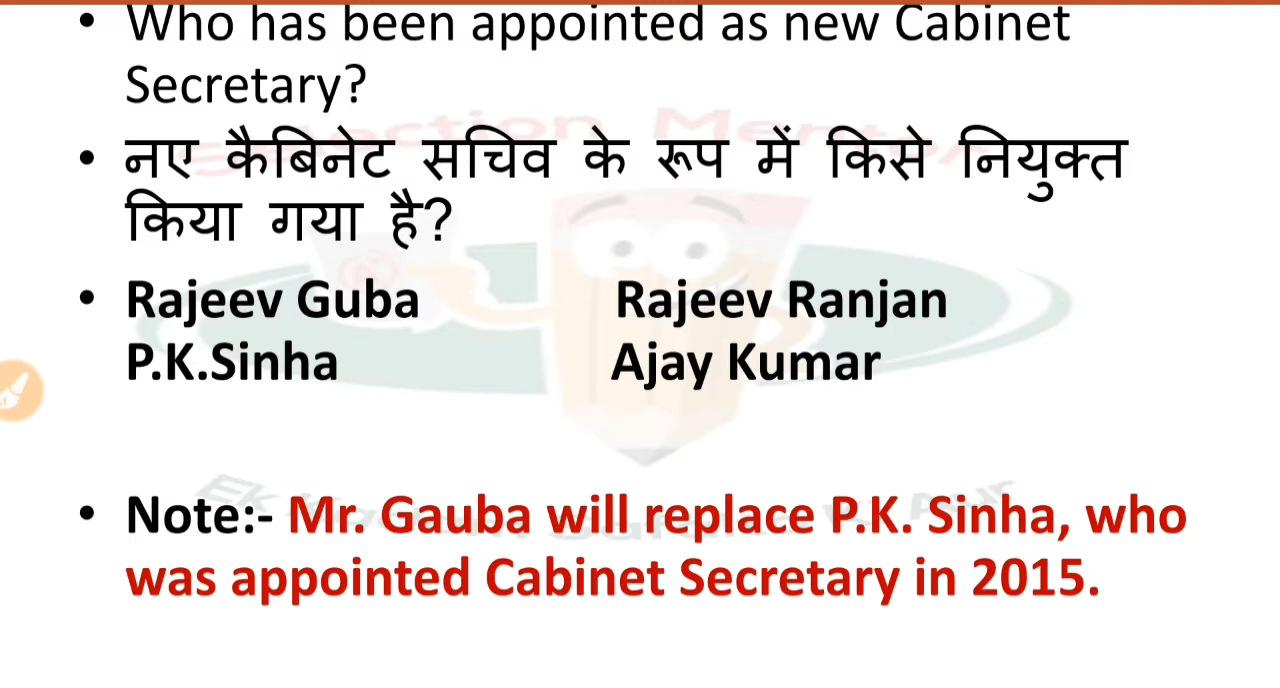 • Who has been appointed as new Cabinet
Secretary?
• नए कैबिनेट सचिव के रूप में किसे नियुक्त
किया गया है?
• Rajeev Guba Rajeev Ranjan
P.K.Sinha Ajay Kumar
• Note:- Mr. Gauba will replace P.K. Sinha, who
was appointed Cabinet Secretary in 2015.